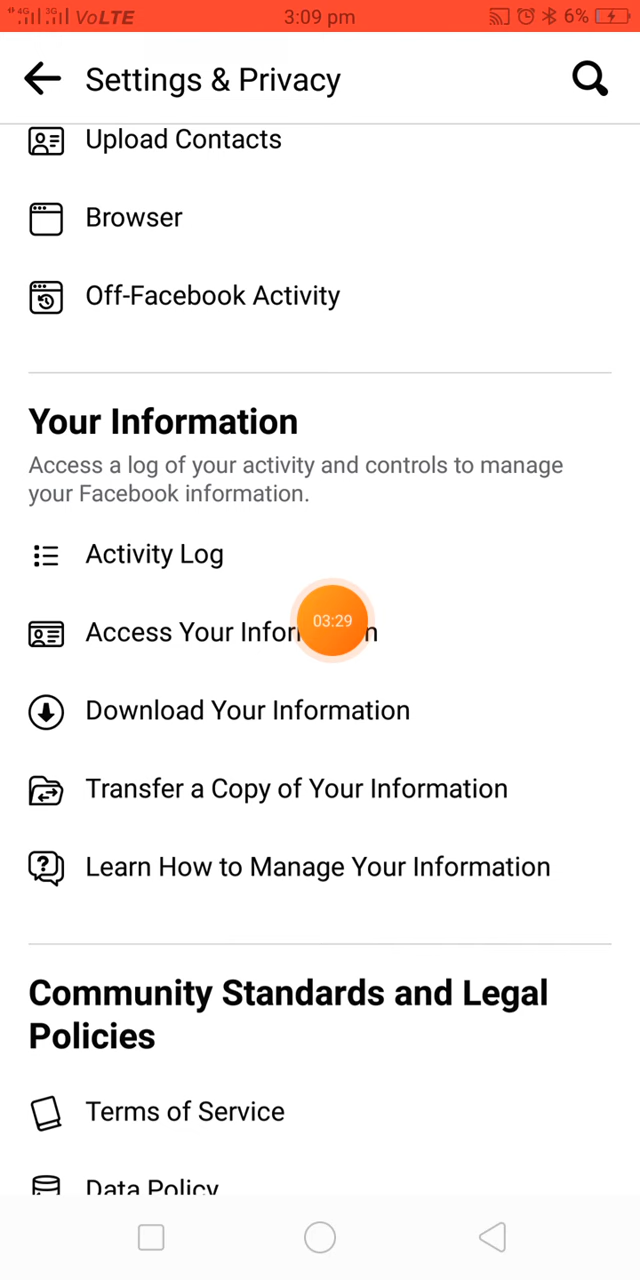 4G 3G VoLTE 3:09 pm 6%
Settings & Privacy
Upload Contacts
Browser
Off-Facebook Activity
Your Information
Access a log of your activity and controls to manage
your Facebook information.
Activity Log
Access Your Infor n
03:29
Download Your Information
Transfer a Copy of Your Information
Learn How to Manage Your Information
Community Standards and Legal
Policies
Terms of Service
Data Policy